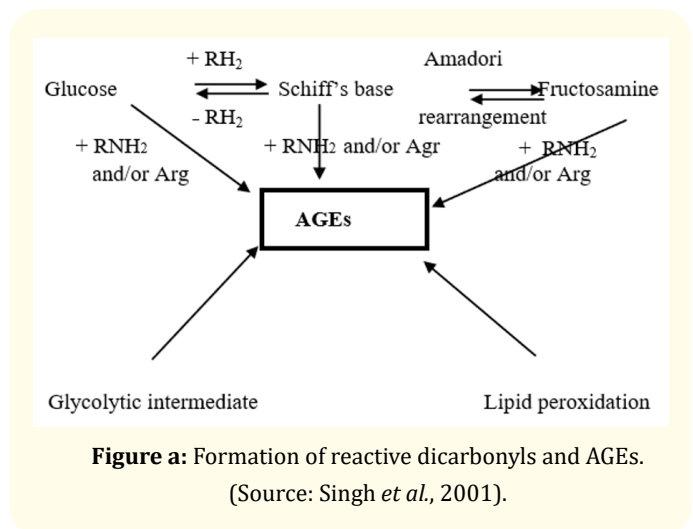 + RH₂
Amadori
Glucose
Schiff's base
Fructosamine
- RH₂
rearrangement
+ RNH₂
and/or Arg
+ RNH₂ and/or Agr
+ RNH₂
and/or Arg
AGEs
Glycolytic intermediate
Lipid peroxidation
Figure a: Formation of reactive dicarbonyls and AGEs.
(Source: Singh et al., 2001).